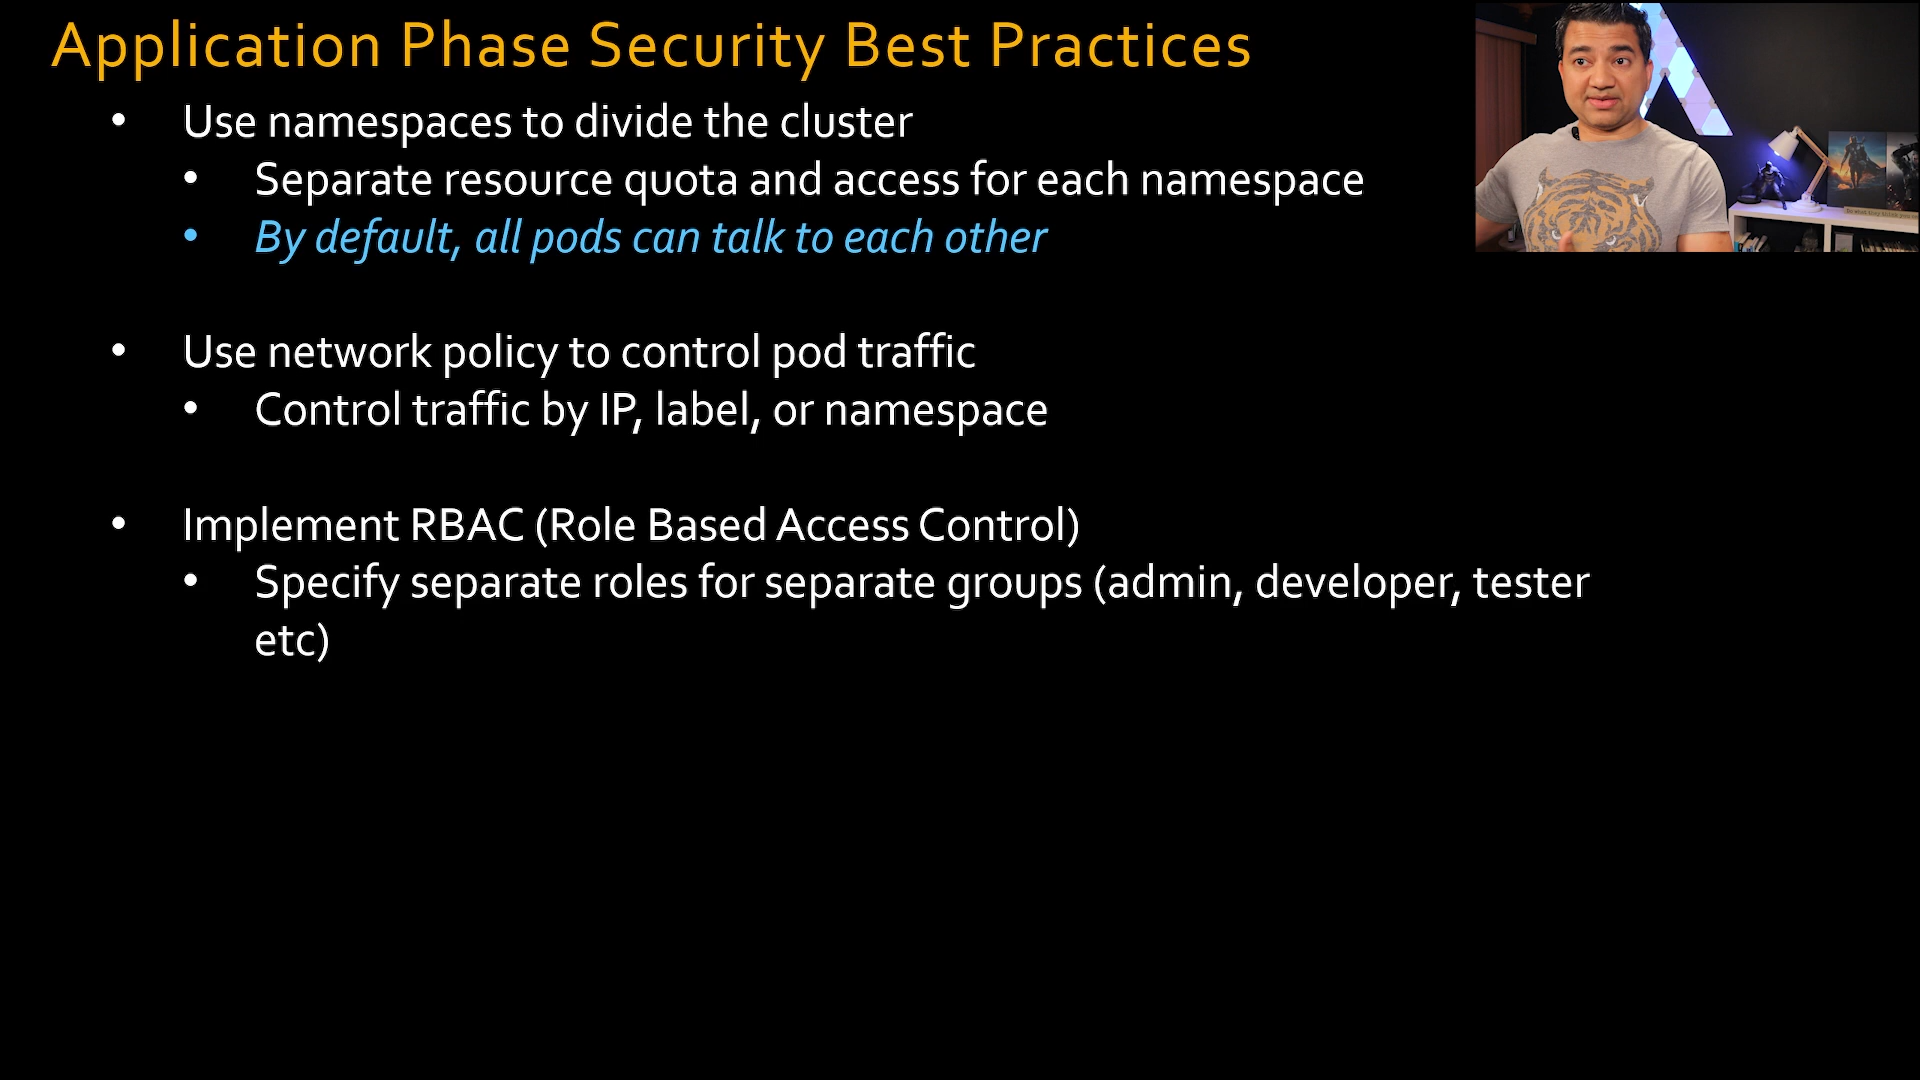 Application Phase Security Best Practices
• Use namespaces to divide the cluster
• Separate resource quota and access for each namespace
• By default, all pods can talk to each other
• Use network policy to control pod traffic
• Control traffic by IP, label, or namespace
• Implement RBAC (Role Based Access Control)
• Specify separate roles for separate groups (admin, developer, tester
etc)